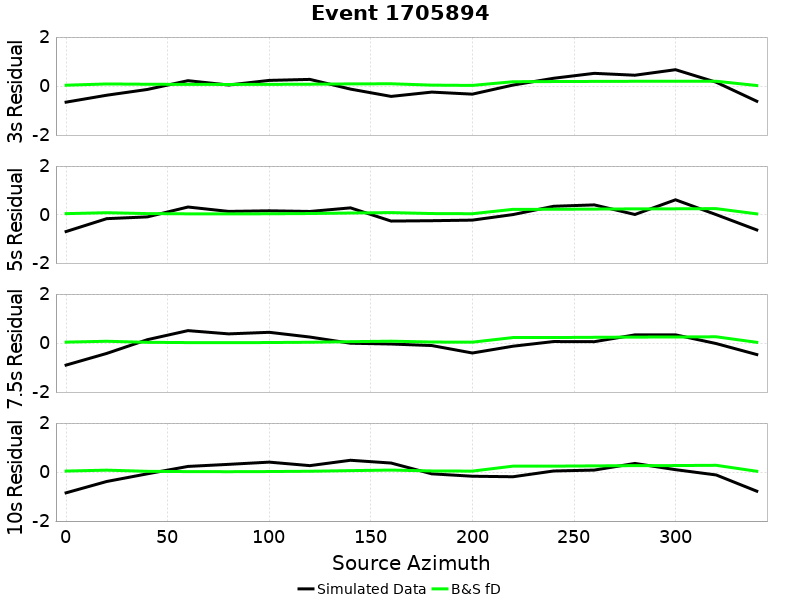 Event 1705894
3s Residual
2
0
-2
5s Residual
2
0
-2
7.5s Residual
2
0
-2
10s Residual
2
0
-2
0 50 100 150 200 250 300
Source Azimuth
Simulated Data B&S fD